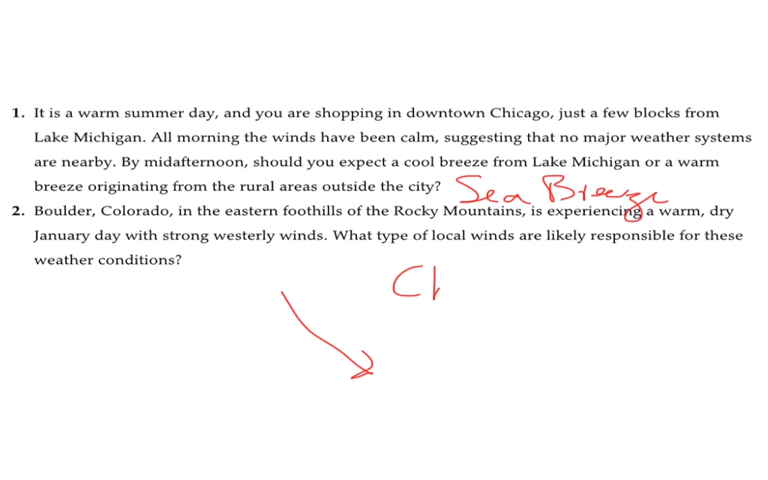 1. It is a warm summer day, and you are shopping in downtown Chicago, just a few blocks from
Lake Michigan. All morning the winds have been calm, suggesting that no major weather systems
are nearby. By midafternoon, should you expect a cool breeze from Lake Michigan or a warm
breeze originating from the rural areas outside the city? Sea Breeze
2. Boulder, Colorado, in the eastern foothills of the Rocky Mountains, is experiencing a warm, dry
January day with strong westerly winds. What type of local winds are likely responsible for these
weather conditions?
Ch